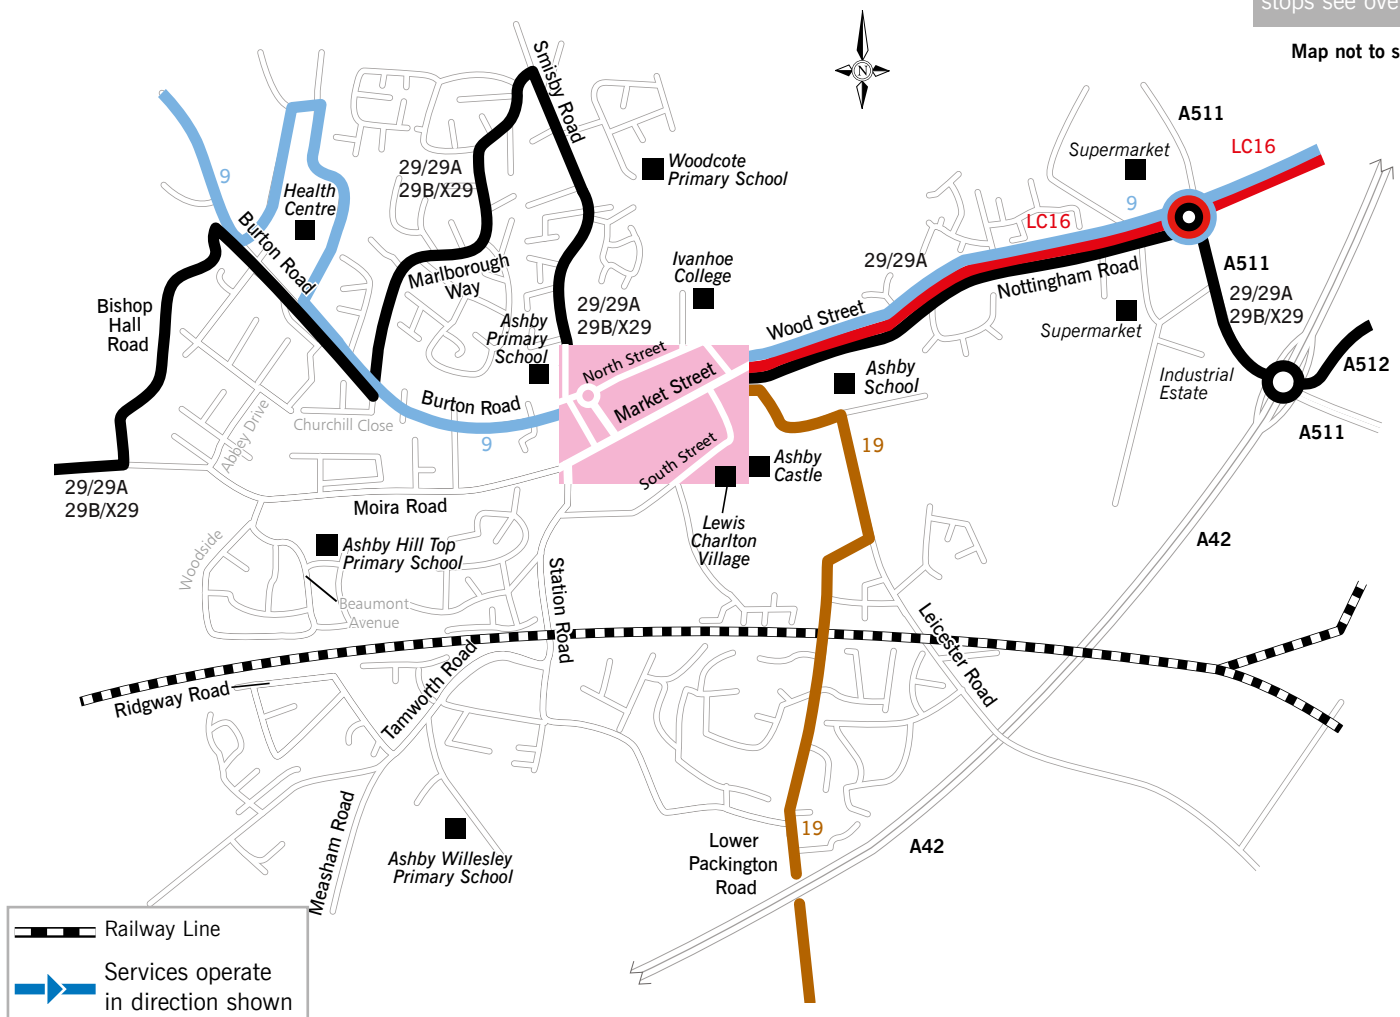 stops see ove
Map not to s
N
Smisby Road
A511
LC16
Supermarket
9
LC16
Woodcote
Primary School
29/29A
29B/X29
9
Health
Centre
Burton Road
Marlborough
Way
Ivanhoe
College
29/29A
A511
29/29A
29B/X29
Nottingham Road
Bishop
Hall
Road
29/29A
29B/X29
Wood Street
Supermarket
Ashby
Primary
School
North Street
Market Street
Ashby
School
Industrial
Estate
A512
A511
Burton Road
9
Abbey Drive
Churchill Close
South Street
19
Ashby
Castle
29/29A
29B/X29
Moira Road
Lewis
Charlton
Village
A42
Woodside
Ashby Hill Top
Primary School
Station Road
Beaumont
Avenue
Leicester Road
Tamworth Road
Ridgway Road
Measham Road
Ashby Willesley
Primary School
19
Lower
Packington
Road
A42
Railway Line
Services operate
in direction shown